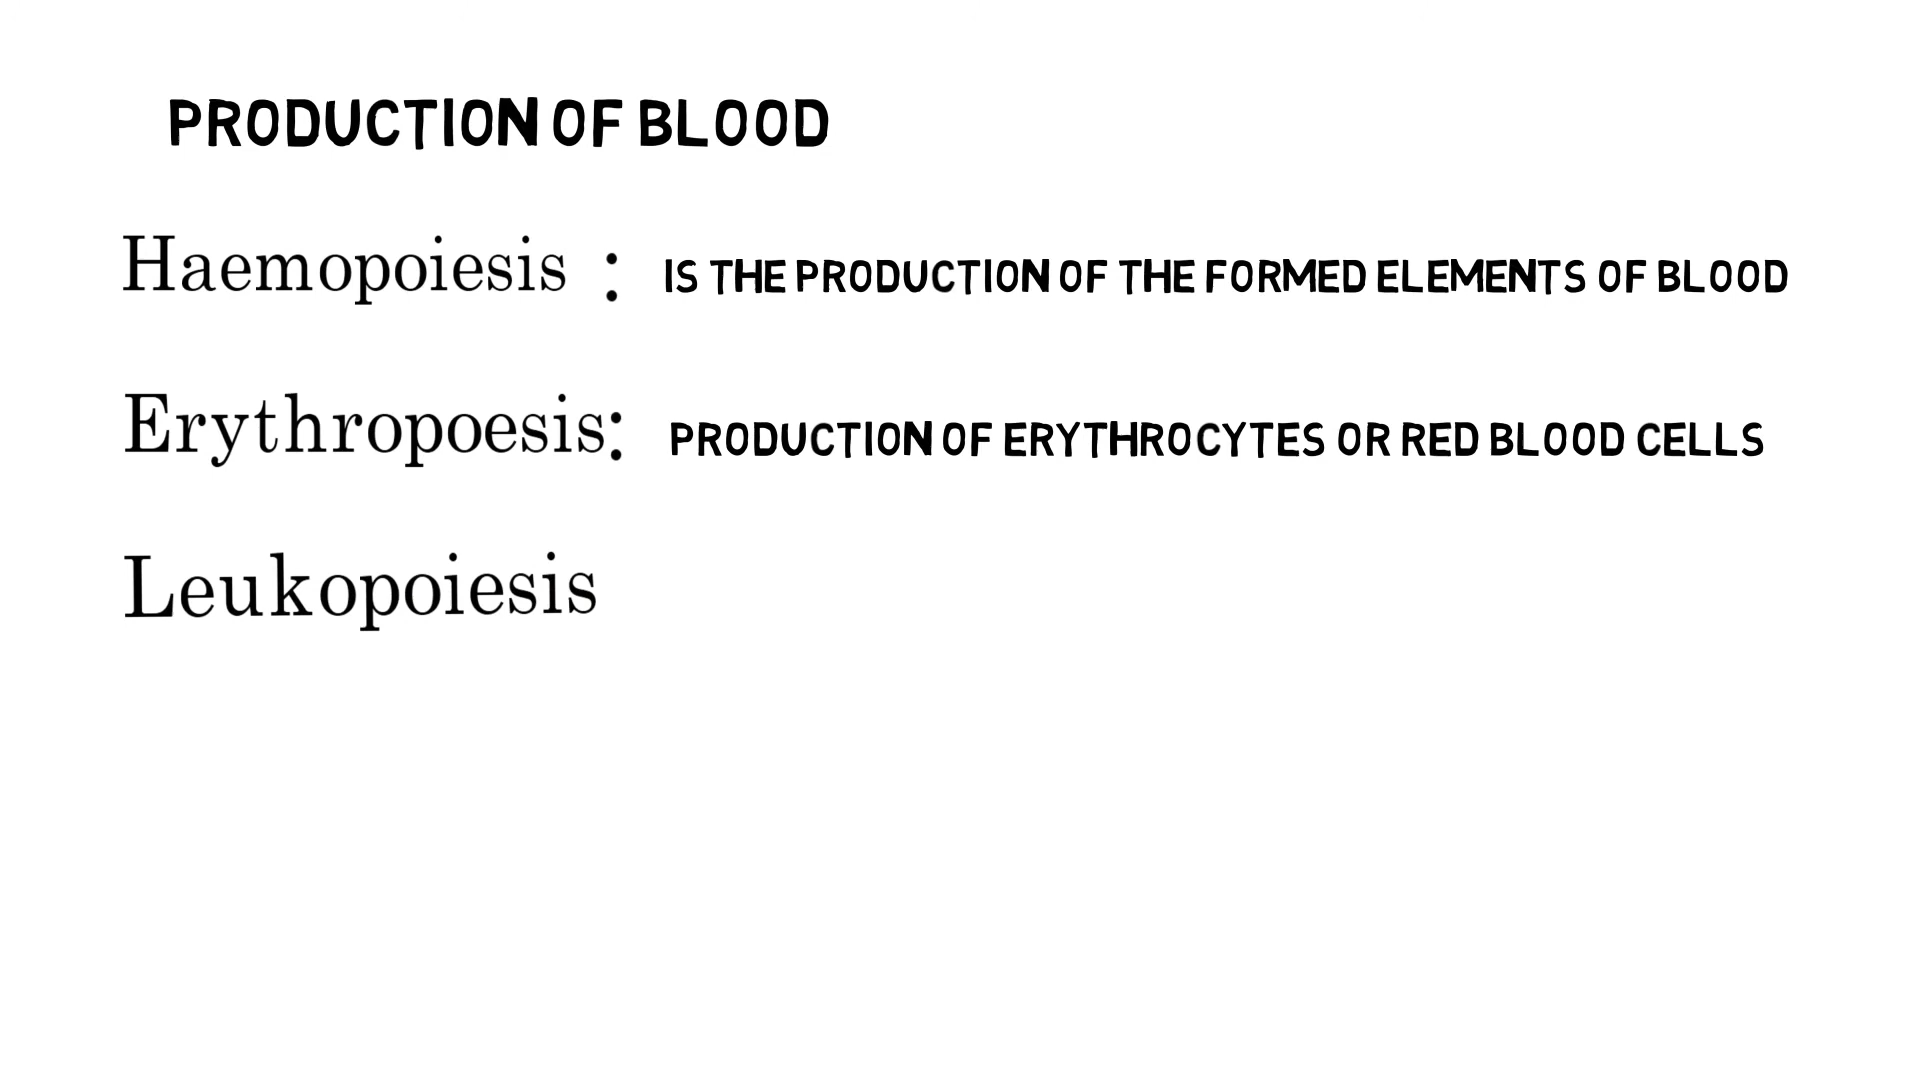 PRODUCTION OF BLOOD
Haemopoiesis : IS THE PRODUCTION OF THE FORMED ELEMENTS OF BLOOD
Erythropoesis: PRODUCTION OF ERYTHROCYTES OR RED BLOOD CELLS
Leukopoiesis